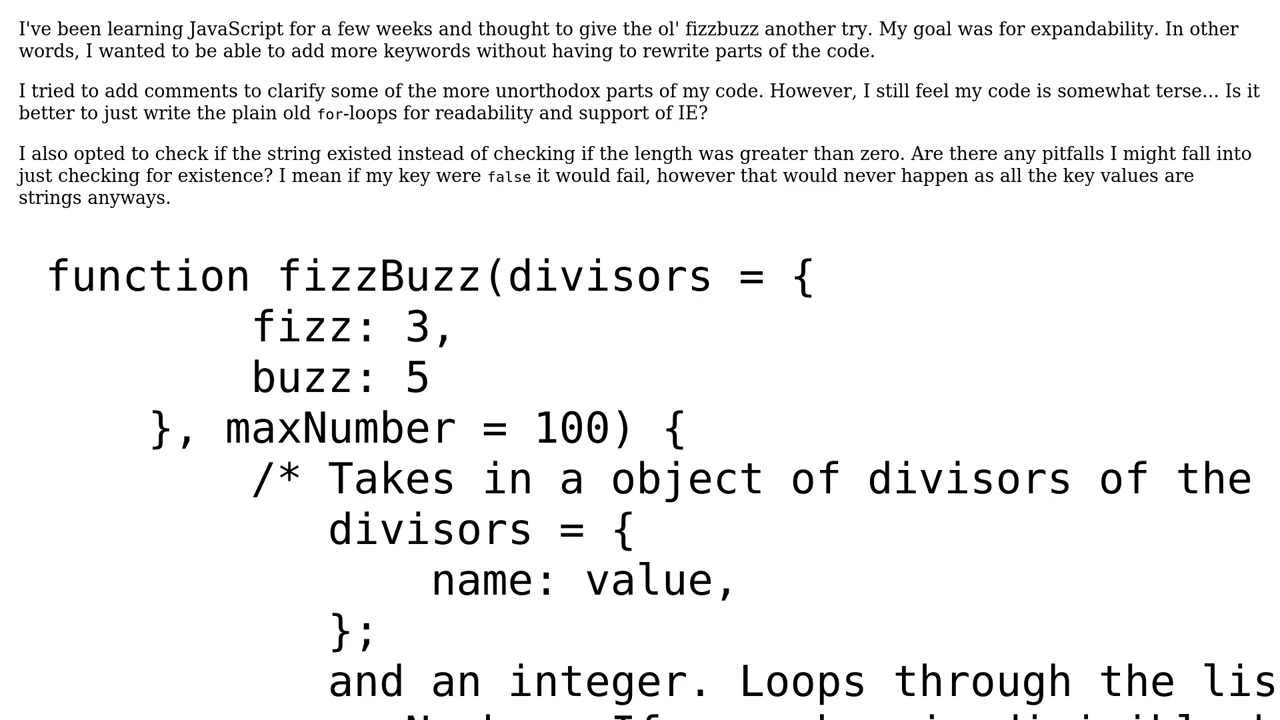 I've been learning JavaScript for a few weeks and thought to give the ol' fizzbuzz another try. My goal was for expandability. In other
words, I wanted to be able to add more keywords without having to rewrite parts of the code.
I tried to add comments to clarify some of the more unorthodox parts of my code. However, I still feel my code is somewhat terse... Is it
better to just write the plain old for-loops for readability and support of IE?
I also opted to check if the string existed instead of checking if the length was greater than zero. Are there any pitfalls I might fall into
just checking for existence? I mean if my key were false it would fail, however that would never happen as all the key values are
strings anyways.
function fizzBuzz(divisors = {
fizz: 3,
buzz: 5
}, maxNumber = 100) {
/* Takes in a object of divisors of the
divisors = {
name: value,
};
and an integer. Loops through the lis